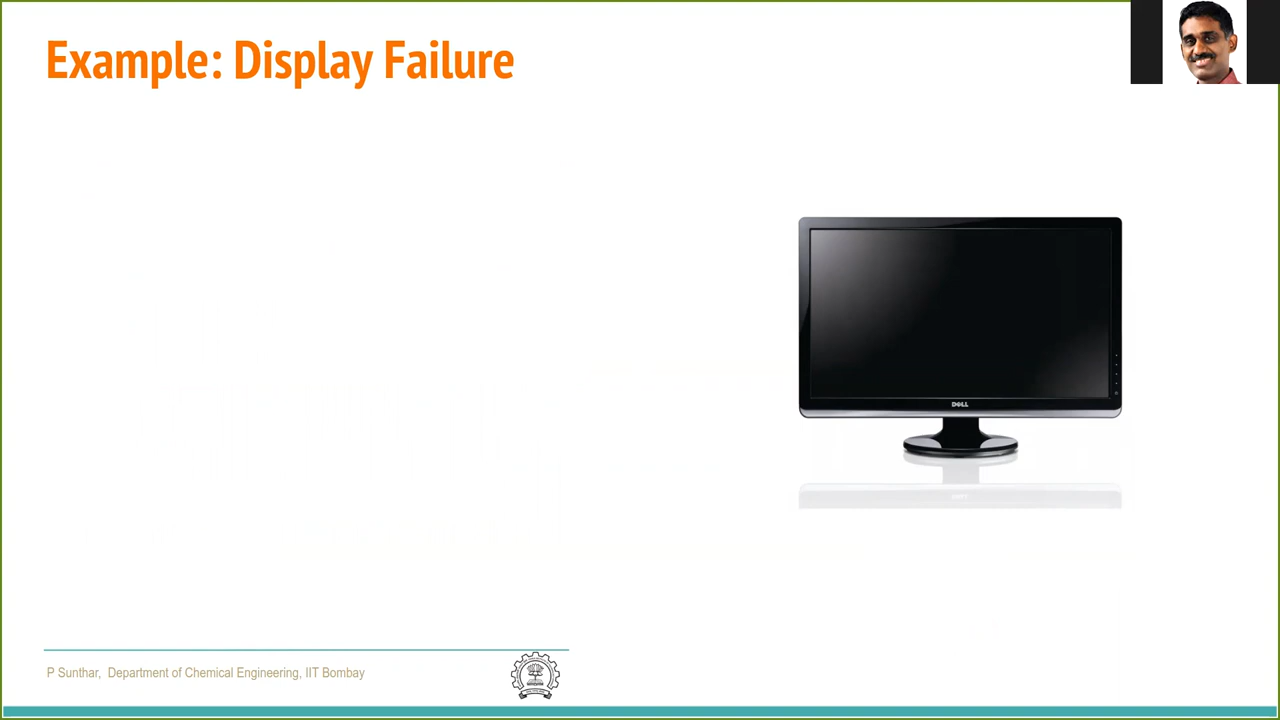 Example: Display Failure
DELL
P Sunthar, Department of Chemical Engineering, IIT Bombay